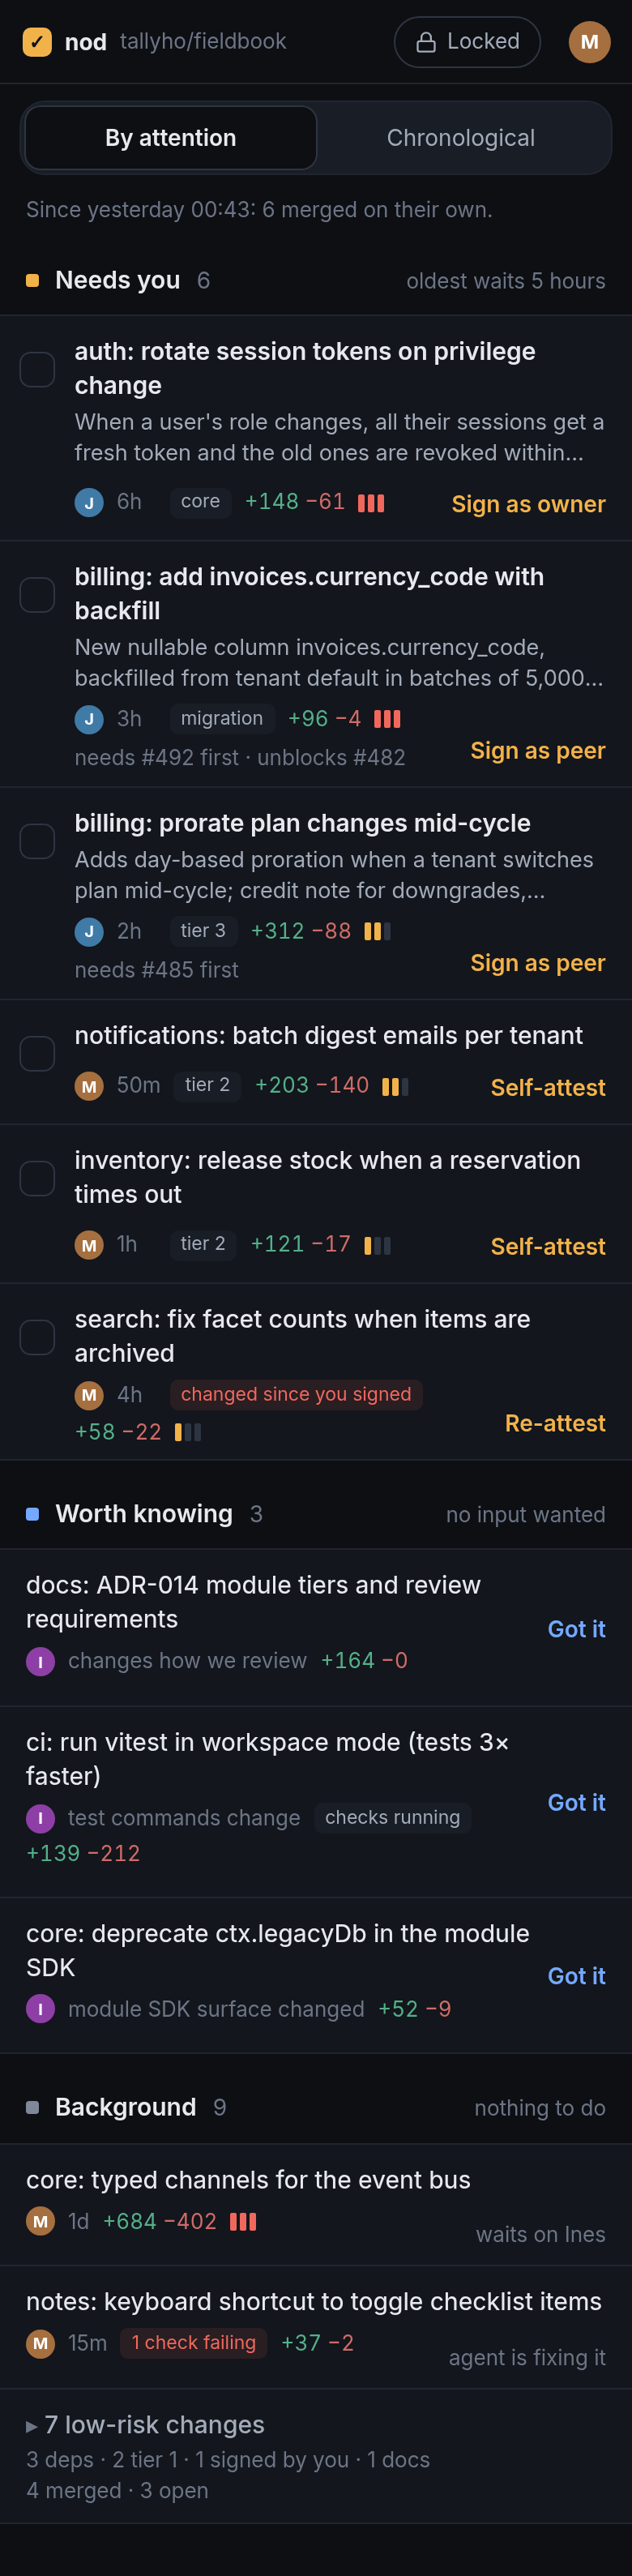 ✓ nod tallyho/fieldbook Locked M
By attention Chronological
Since yesterday 00:43: 6 merged on their own.
Needs you 6 oldest waits 5 hours
auth: rotate session tokens on privilege
change
When a user's role changes, all their sessions get a
fresh token and the old ones are revoked within...
J 6h core +148 −61 Sign as owner
billing: add invoices.currency_code with
backfill
New nullable column invoices.currency_code,
backfilled from tenant default in batches of 5,000...
J 3h migration +96 −4
needs #492 first · unblocks #482 Sign as peer
billing: prorate plan changes mid-cycle
Adds day-based proration when a tenant switches
plan mid-cycle; credit note for downgrades,...
J 2h tier 3 +312 −88
needs #485 first Sign as peer
notifications: batch digest emails per tenant
M 50m tier 2 +203 −140 Self-attest
inventory: release stock when a reservation
times out
M 1h tier 2 +121 −17 Self-attest
search: fix facet counts when items are
archived
M 4h changed since you signed
+58 −22 Re-attest
Worth knowing 3 no input wanted
docs: ADR-014 module tiers and review
requirements
Got it
I changes how we review +164 −0
ci: run vitest in workspace mode (tests 3×
faster)
Got it
I test commands change checks running
+139 −212
core: deprecate ctx.legacyDb in the module
SDK
Got it
I module SDK surface changed +52 −9
Background 9 nothing to do
core: typed channels for the event bus
M 1d +684 −402 waits on Ines
notes: keyboard shortcut to toggle checklist items
M 15m 1 check failing +37 −2 agent is fixing it
▸ 7 low-risk changes
3 deps · 2 tier 1 · 1 signed by you · 1 docs
4 merged · 3 open